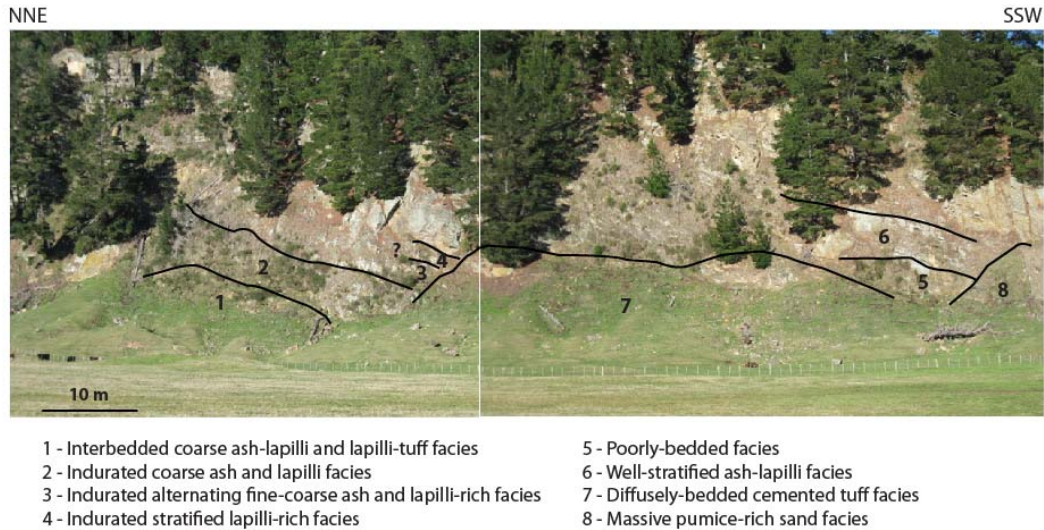 NNE
SSW
?
4
3
2
1
6
5
7
8
10 m
1 - Interbedded coarse ash-lapilli and lapilli-tuff facies
2 - Indurated coarse ash and lapilli facies
3 - Indurated alternating fine-coarse ash and lapilli-rich facies
4 - Indurated stratified lapilli-rich facies
5 - Poorly-bedded facies
6 - Well-stratified ash-lapilli facies
7 - Diffusely-bedded cemented tuff facies
8 - Massive pumice-rich sand facies